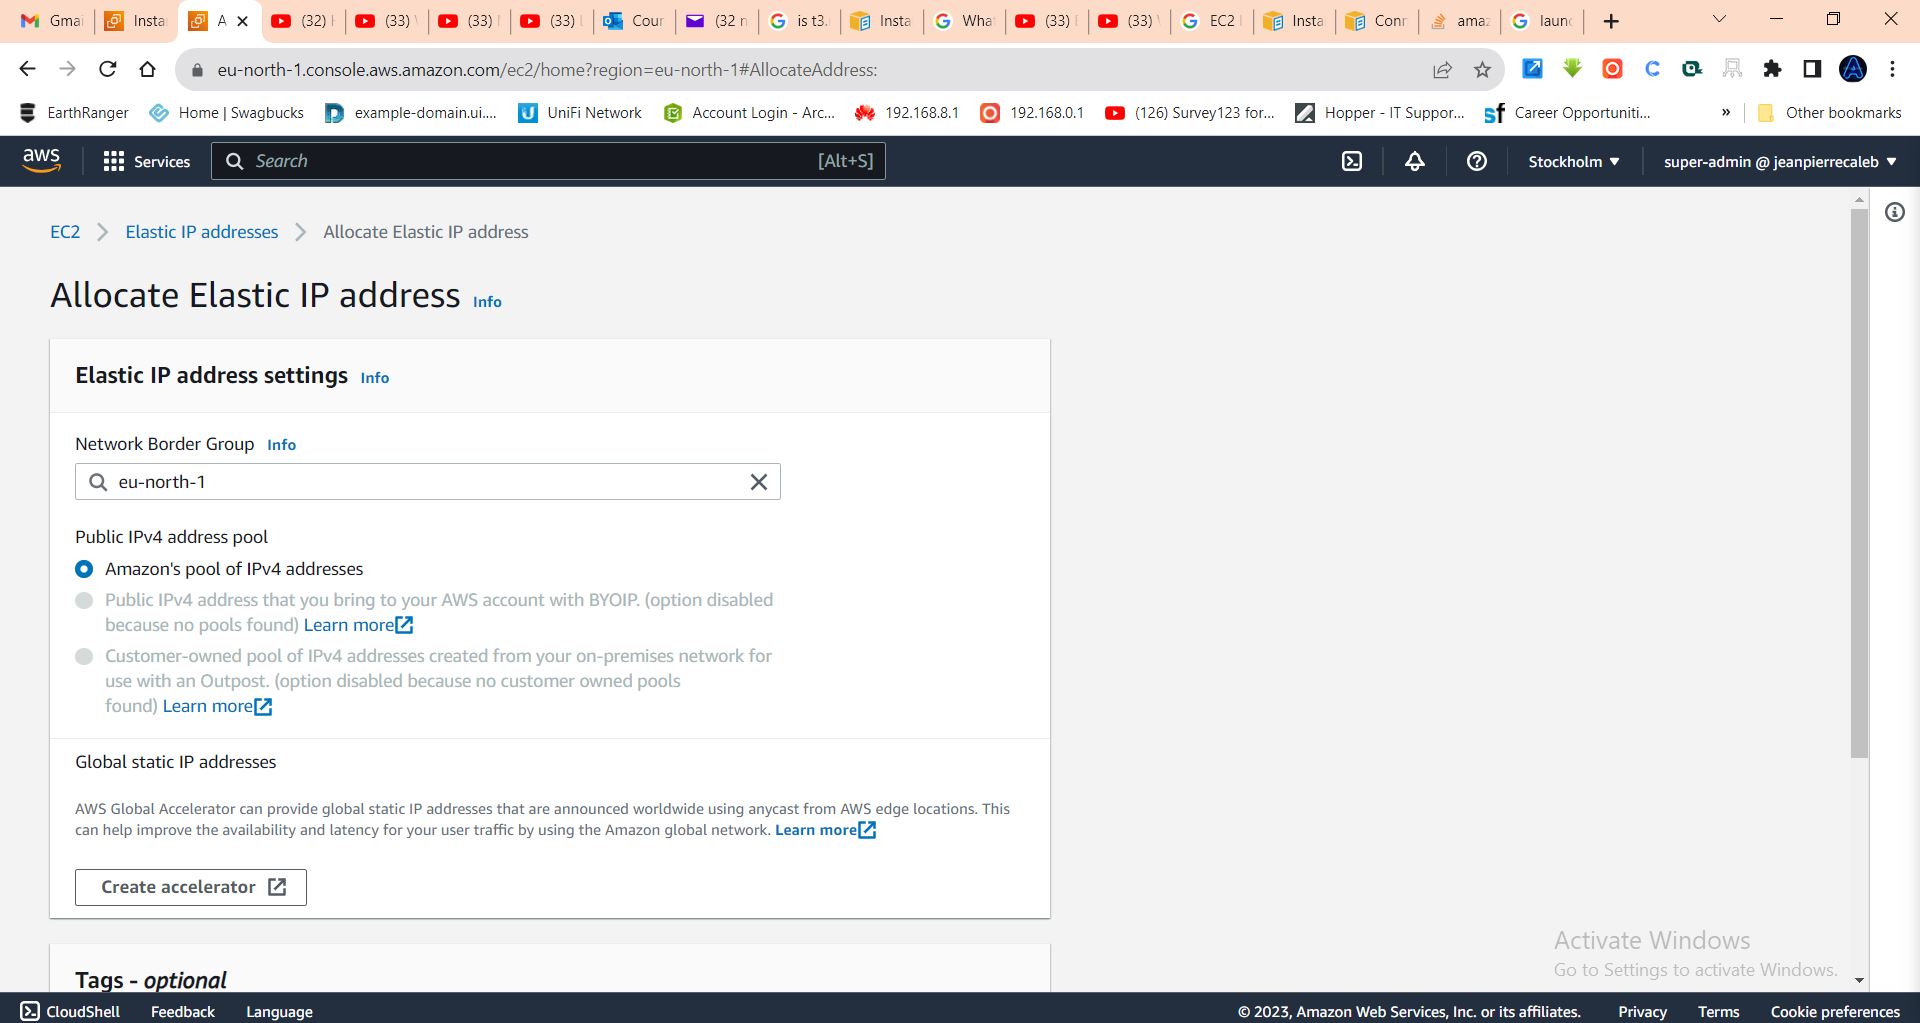 Gmai
Insta
A
(32) H
(33) \
(33) M
(33) L
Cour
(32 n
is t3.
Insta
What
(33) E
(33) \
EC2 I
Insta
Conn
amaz
launc
eu-north-1.console.aws.amazon.com/ec2/home?region=eu-north-1#AllocateAddress:
EarthRanger
Home | Swagbucks
example-domain.ui....
UniFi Network
Account Login - Arc...
192.168.8.1
192.168.0.1
(126) Survey123 for...
Hopper - IT Suppor...
Career Opportuniti...
»
Other bookmarks
aws
Services
Search
[Alt+S]
Stockholm
super-admin @ jeanpierrecaleb
EC2
Elastic IP addresses
Allocate Elastic IP address
Allocate Elastic IP address Info
Elastic IP address settings Info
Network Border Group Info
eu-north-1
Public IPv4 address pool
Amazon's pool of IPv4 addresses
Public IPv4 address that you bring to your AWS account with BYOIP. (option disabled
because no pools found) Learn more
Customer-owned pool of IPv4 addresses created from your on-premises network for
use with an Outpost. (option disabled because no customer owned pools
found) Learn more
Global static IP addresses
AWS Global Accelerator can provide global static IP addresses that are announced worldwide using anycast from AWS edge locations. This
can help improve the availability and latency for your user traffic by using the Amazon global network. Learn more
Create accelerator
Activate Windows
Go to Settings to activate Windows.
Tags - optional
CloudShell
Feedback
Language
© 2023, Amazon Web Services, Inc. or its affiliates.
Privacy
Terms
Cookie preferences